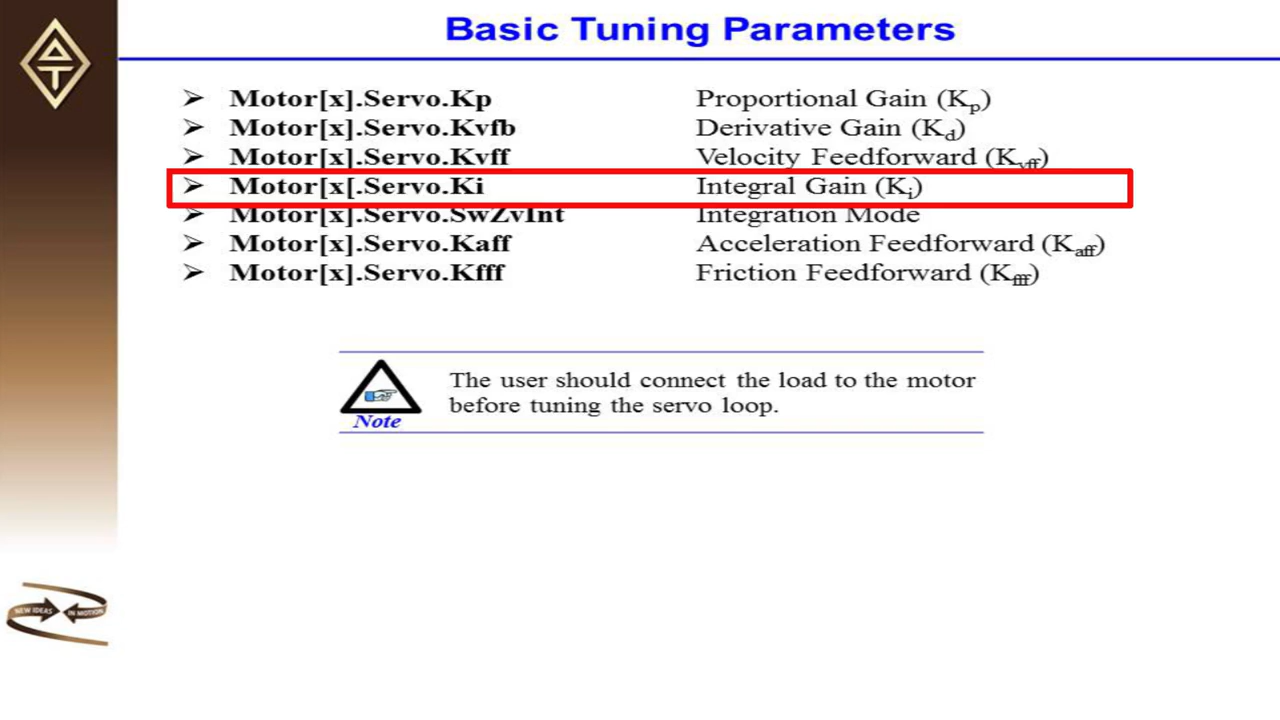 Basic Tuning Parameters
➢ Motor[x].Servo.Kp Proportional Gain (Kp)
➢ Motor[x].Servo.Kvfb Derivative Gain (Kd)
➢ Motor[x].Servo.Kvff Velocity Feedforward (Kvff)
➢ Motor[x[.Servo.Ki Integral Gain (Ki)
➢ Motor[x].Servo.SwZvInt Integration Mode
➢ Motor[x].Servo.Kaff Acceleration Feedforward (Kaff)
➢ Motor[x].Servo.Kfff Friction Feedforward (Kfff)
The user should connect the load to the motor
before tuning the servo loop.
Note
NEW IDEAS IN MOTION